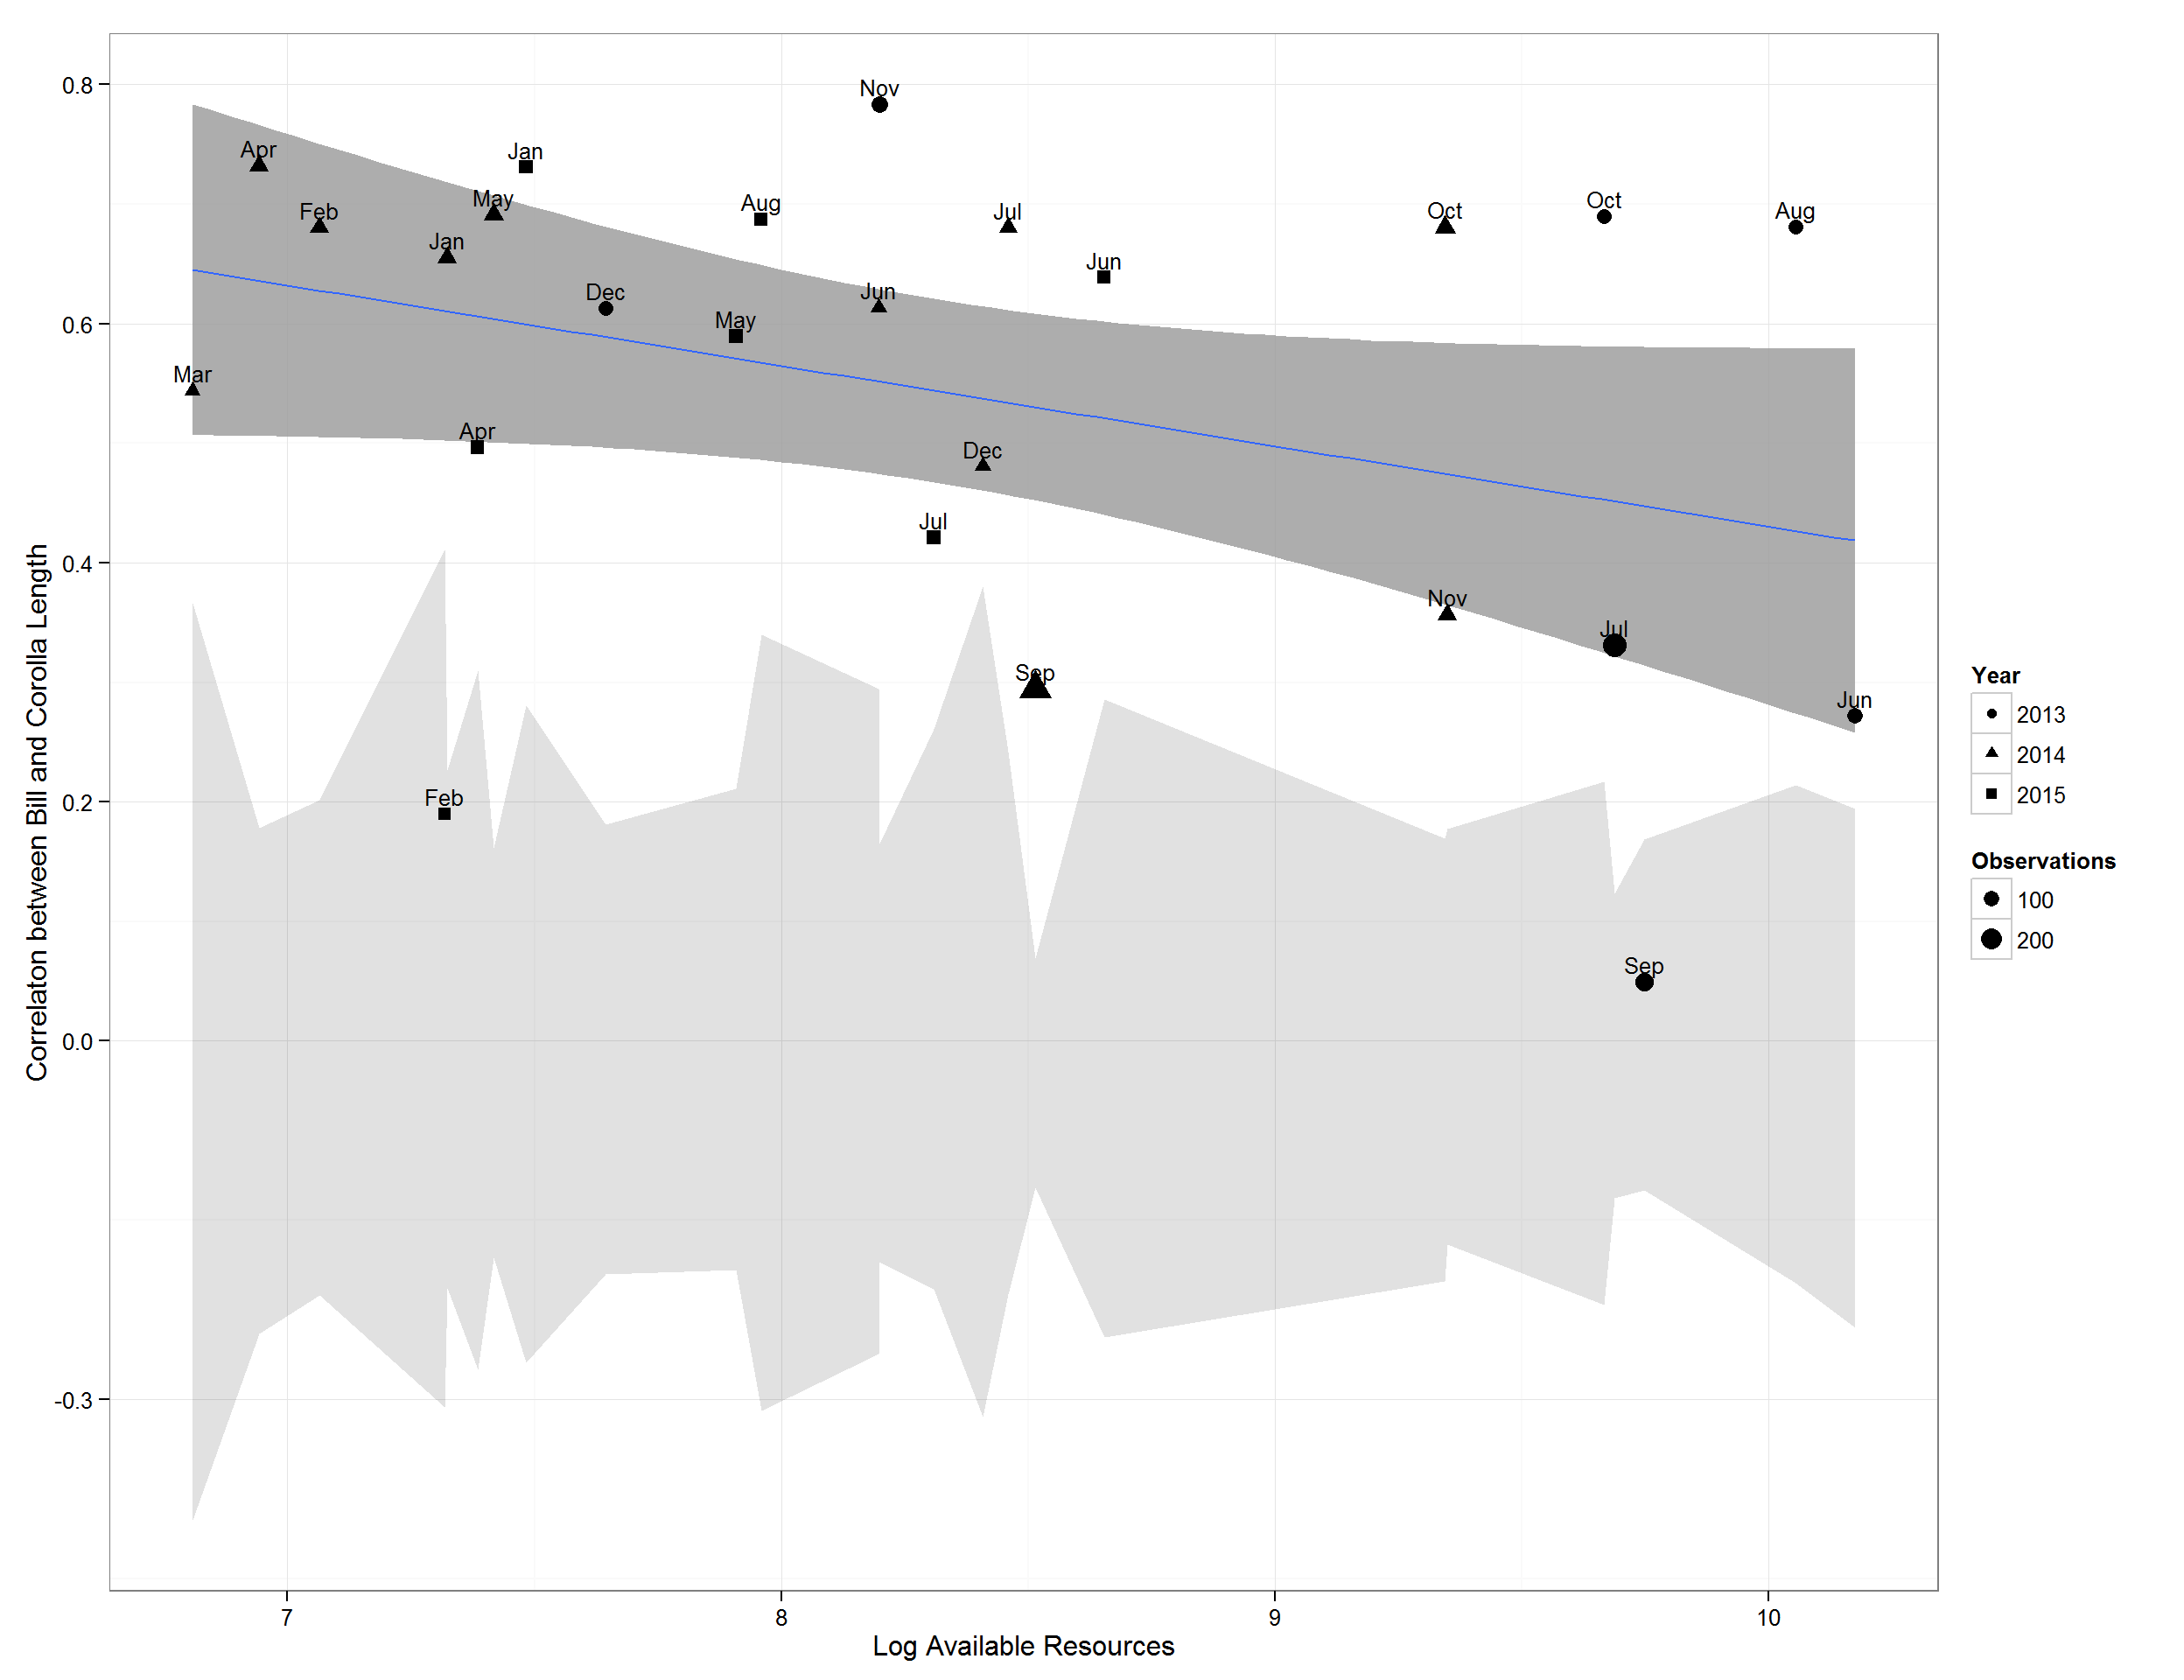 0.8
0.6
0.4
0.2
0.0
-0.3
Correlaton between Bill and Corolla Length
Nov
Apr
Jan
Feb
May
Aug
Jul
Oct
Oct
Aug
Jan
Jun
Dec
May
Jun
Mar
Apr
Dec
Jul
Nov
Jul
Sep
Jun
Feb
Sep
7
8
9
10
Log Available Resources
Year
2013
2014
2015
Observations
100
200